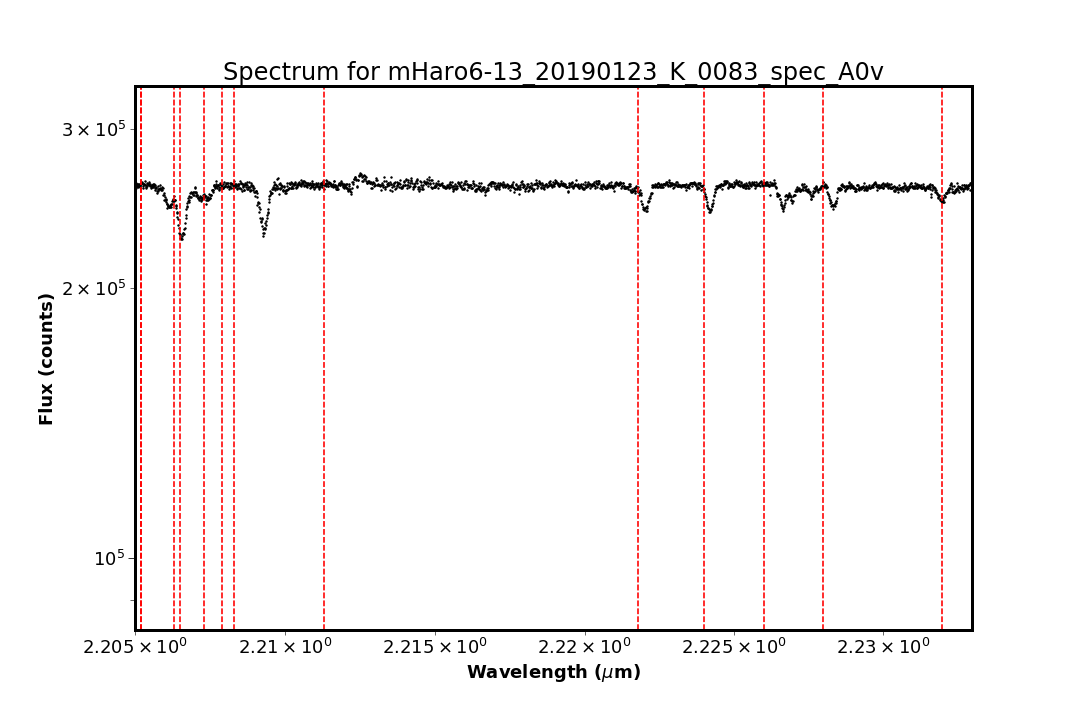 Spectrum for mHaro6-13_20190123_K_0083_spec_A0v
3 × 10⁵
2 × 10⁵
10⁵
Flux (counts)
2.205 × 10⁰ 2.21 × 10⁰ 2.215 × 10⁰ 2.22 × 10⁰ 2.225 × 10⁰ 2.23 × 10⁰
Wavelength (μm)